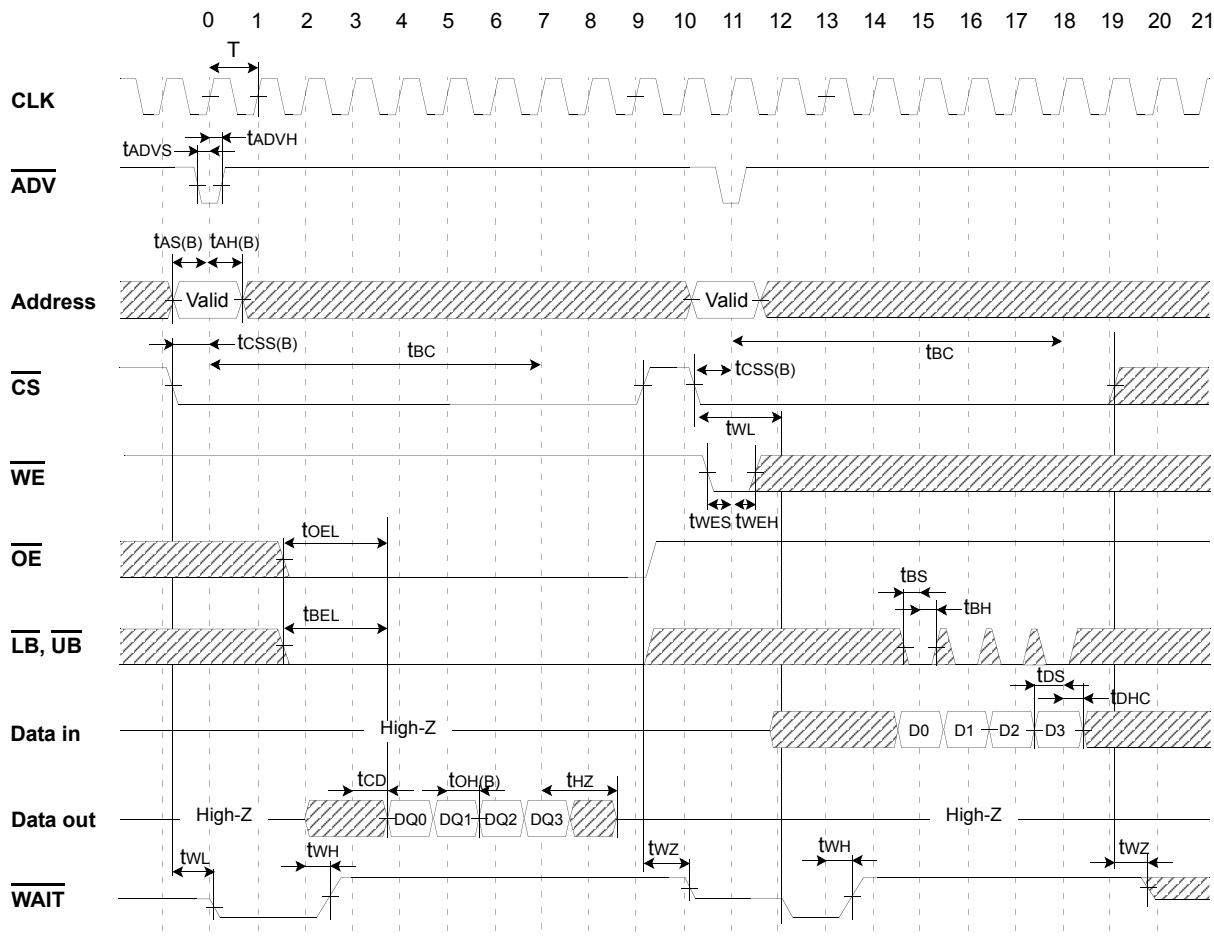 0 1 2 3 4 5 6 7 8 9 10 11 12 13 14 15 16 17 18 19 20 21
T
CLK
tADVS tADVH
ADV
tAS(B) tAH(B)
Address Valid Valid
tCSS(B) tBC tBC
tCSS(B)
CS
tWL
WE
tWES tWEH
tOEL
OE
tBS
tBH
tBEL
LB, UB
tDS
tDHC
High-Z
Data in D0 D1 D2 D3
tCD tOH(B) tHZ
Data out High-Z DQ0 DQ1 DQ2 DQ3 High-Z
tWL tWH tWZ tWH tWZ
WAIT